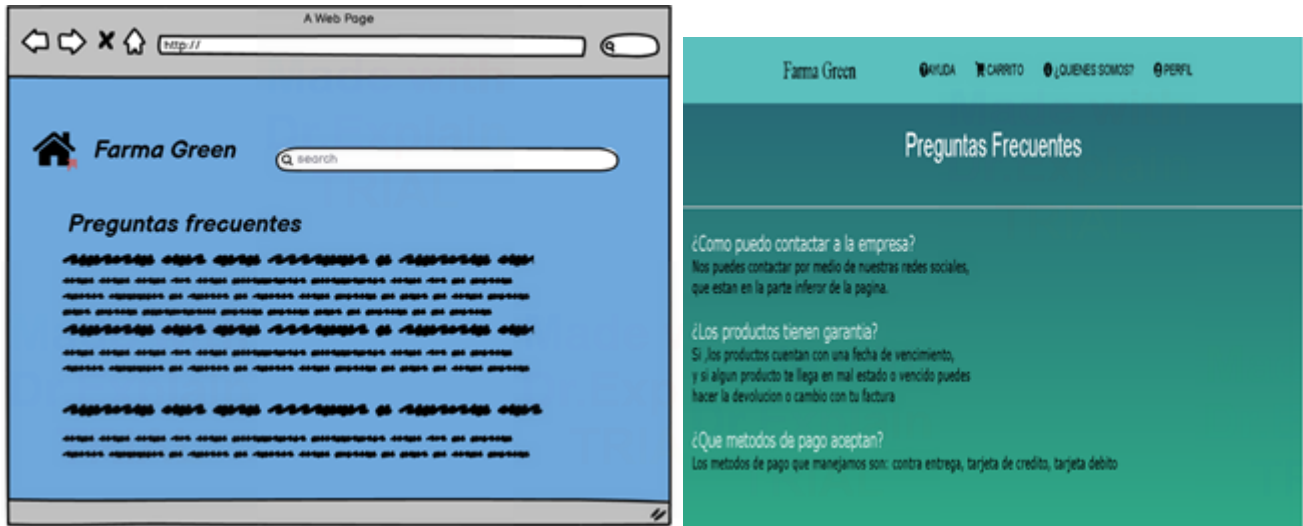 A Web Page
http://
Farma Green
search
Preguntas frecuentes
Farma Green
AYUDA CARRITO ¿QUIENES SOMOS? PERFIL
Preguntas Frecuentes
¿Como puedo contactar a la empresa?
Nos puedes contactar por medio de nuestras redes sociales,
que estan en la parte inferor de la pagina.
¿Los productos tienen garantia?
Si ,los productos cuentan con una fecha de vencimiento,
y si algun producto te llega en mal estado o vencido puedes
hacer la devolucion o cambio con tu factura
¿Que metodos de pago aceptan?
Los metodos de pago que manejamos son: contra entrega, tarjeta de credito, tarjeta debito